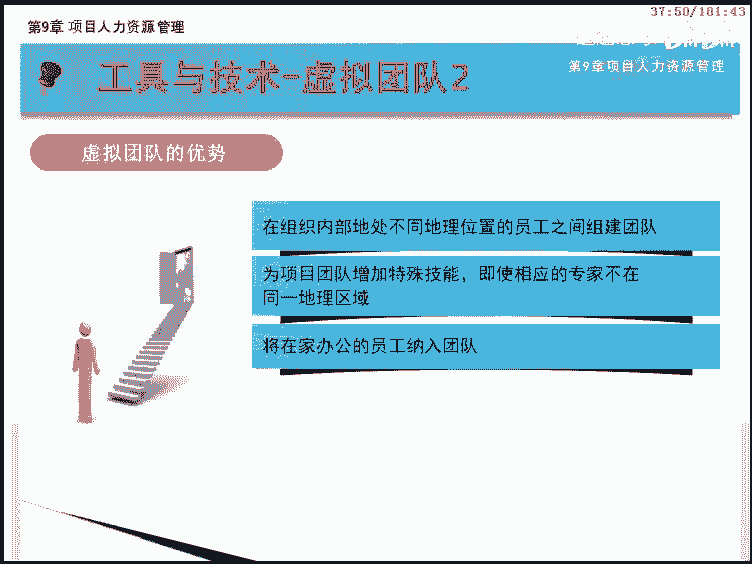 37:50/101:43
第9章 项目人力资源管理
工具与技术-虚拟团队2
第9章项目人力资源管理
虚拟团队的优势
在组织内部地处不同地理位置的员工之间组建团队
为项目团队增加特殊技能，即使相应的专家不在
同一地理区域
将在家办公的员工纳入团队